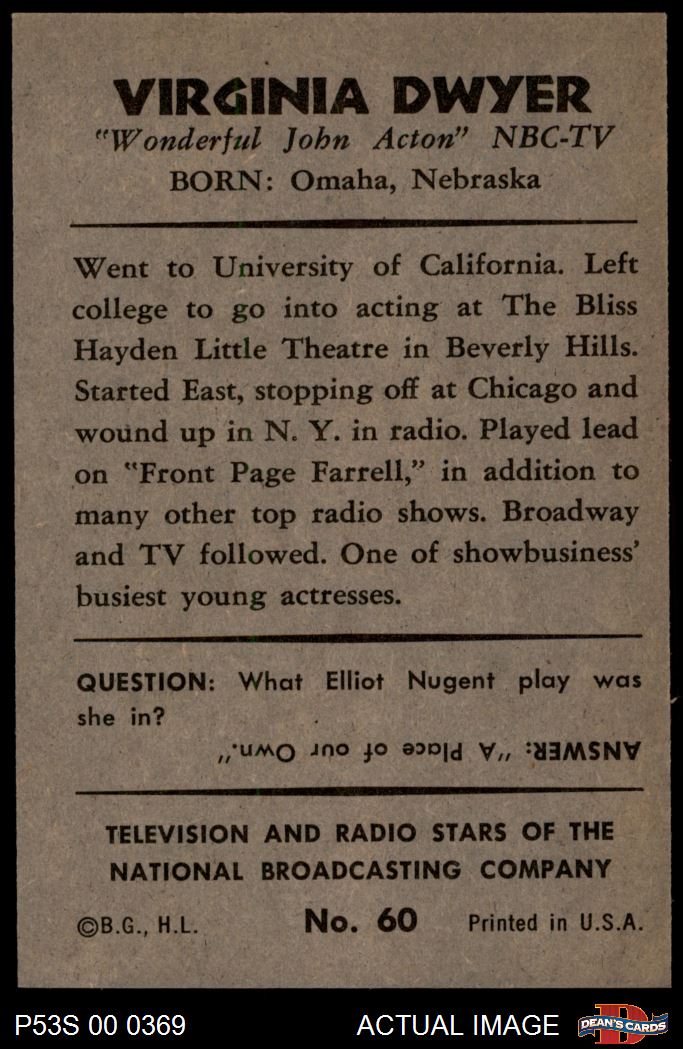 VIRGINIA DWYER
"Wonderful John Acton" NBC-TV
BORN: Omaha, Nebraska
Went to University of California. Left
college to go into acting at The Bliss
Hayden Little Theatre in Beverly Hills.
Started East, stopping off at Chicago and
wound up in N. Y. in radio. Played lead
on "Front Page Farrell," in addition to
many other top radio shows. Broadway
and TV followed. One of showbusiness'
busiest young actresses.
QUESTION: What Elliot Nugent play was
she in?
ANSWER: "A Place of our Own."
TELEVISION AND RADIO STARS OF THE
NATIONAL BROADCASTING COMPANY
©B.G., H.L. No. 60 Printed in U.S.A.
P53S 00 0369 ACTUAL IMAGE DEAN'S CARDS